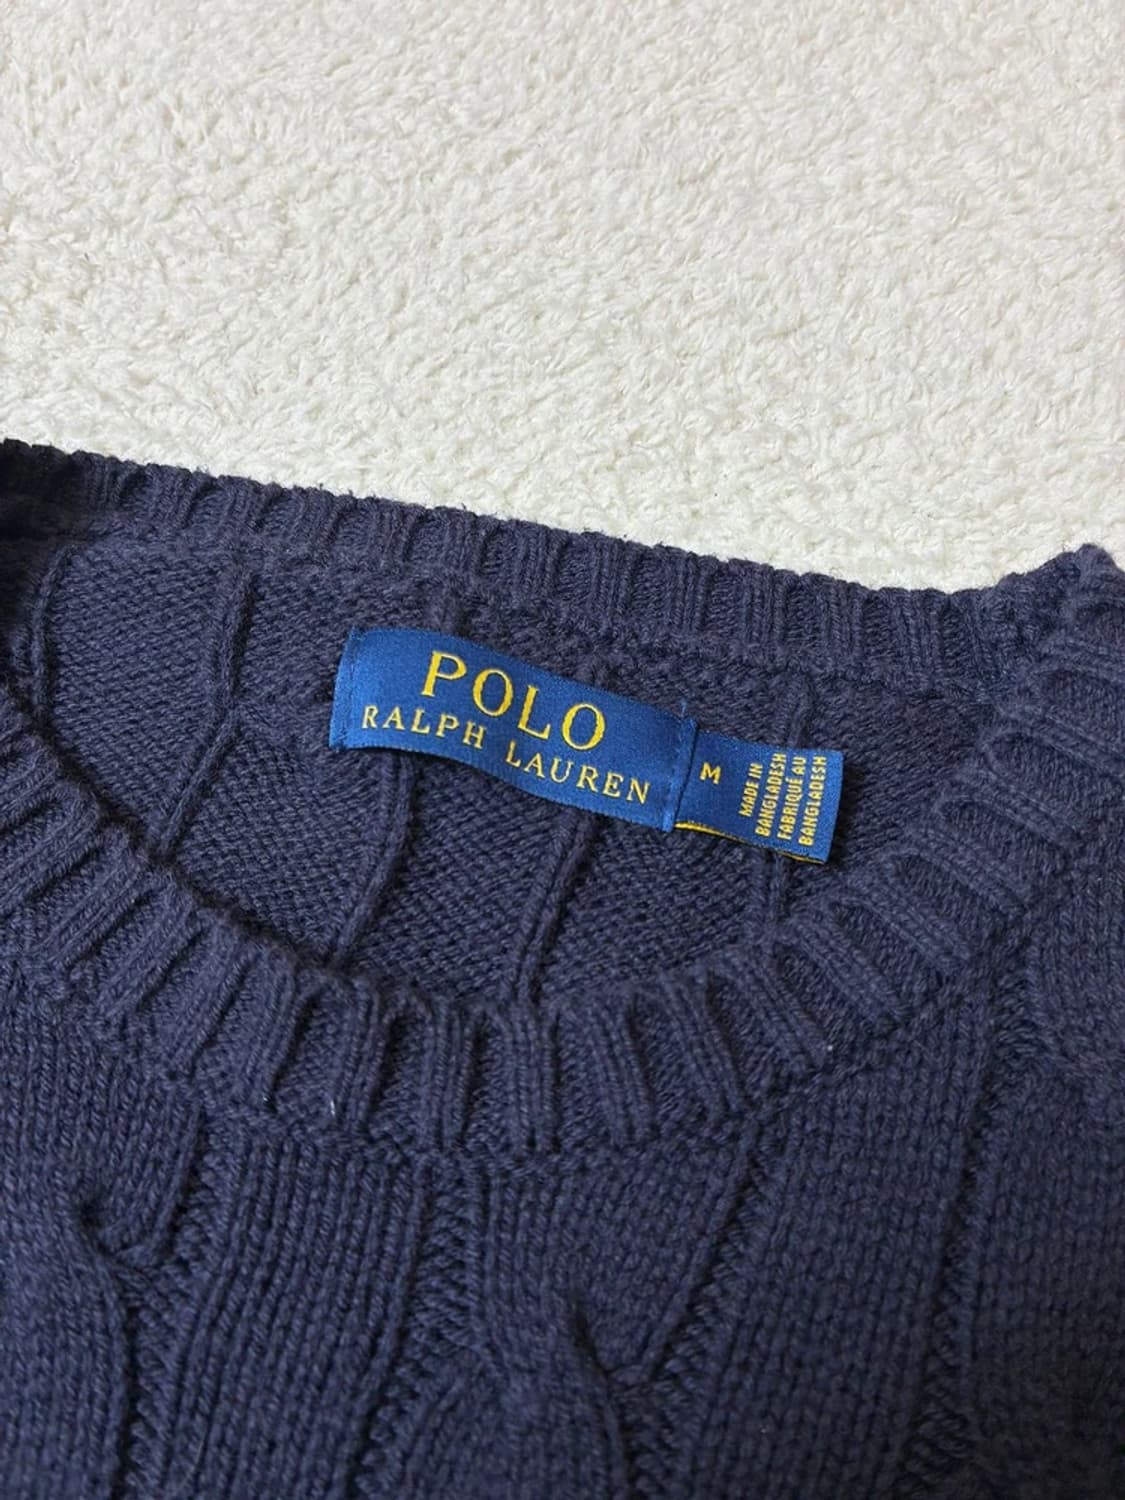 POLO
RALPH LAUREN
M
MADE IN
BANGLADESH
FABRIQUÉ AU
BANGLADESH